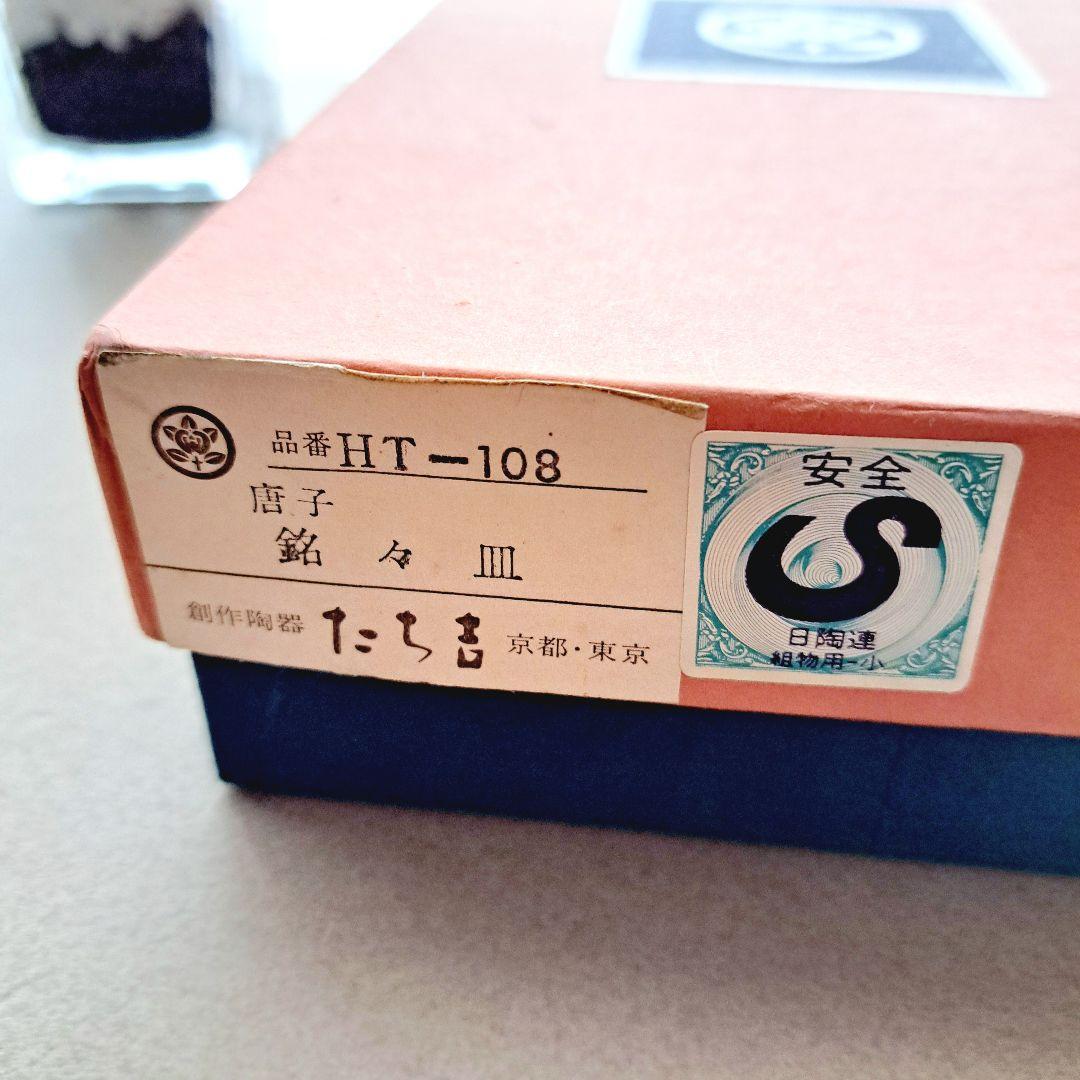 品番 HT-108
唐子
銘々皿
創作陶器 たち吉 京都・東京
安全
S
日陶連
組物用-小